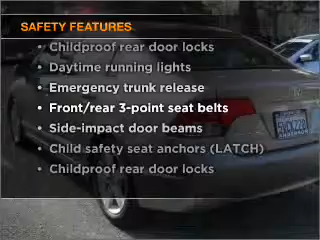 SAFETY FEATURES
• Childproof rear door locks
• Daytime running lights
• Emergency trunk release
• Front/rear 3-point seat belts
• Side-impact door beams
• Child safety seat anchors (LATCH)
• Childproof rear door locks